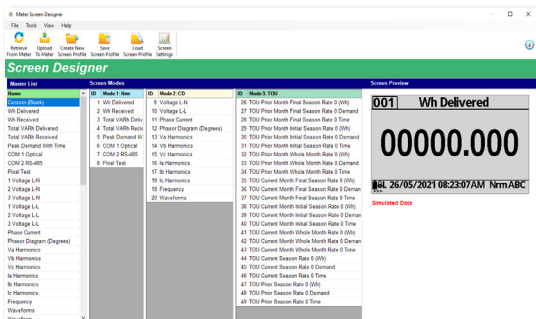 Meter Screen Designer
File Tools View Help
Retrieve From Meter
Upload To Meter
Create New Screen Profile
Save Screen Profile
Load Screen Profile
Screen Settings
Screen Designer
Master List
Screen Modes
Screen Preview
Name
Custom (Blank)
Wh Delivered
Wh Received
Total VARh Delivered
Total VARh Received
Peak Demand With Time
COM 1 Optical
COM 2 RS-485
Pixel Test
1 Voltage L-N
2 Voltage L-N
3 Voltage L-N
1 Voltage L-L
2 Voltage L-L
3 Voltage L-L
Phase Current
Phasor Diagram (Degrees)
Va Harmonics
Vb Harmonics
Vc Harmonics
Ia Harmonics
Ib Harmonics
Ic Harmonics
Frequency
Waveforms
Waveform
ID Mode 1: Nrm
1 Wh Delivered
2 Wh Received
3 Total VARh Deliv
4 Total VARh Rece
5 Peak Demand W
6 COM 1 Optical
7 COM 2 RS-485
8 Pixel Test
ID Mode 2: CD
9 Voltage L-N
10 Voltage L-L
11 Phase Current
12 Phasor Diagram (Degrees)
13 Va Harmonics
14 Vb Harmonics
15 Vc Harmonics
16 Ia Harmonics
17 Ib Harmonics
18 Ic Harmonics
19 Frequency
20 Waveforms
ID Mode 3: TOU
26 TOU Prior Month Final Season Rate 0 (Wh)
27 TOU Prior Month Final Season Rate 0 Deman
28 TOU Prior Month Final Season Rate 0 Time
29 TOU Prior Month Initial Season Rate 0 (Wh)
30 TOU Prior Month Initial Season Rate 0 Deman
31 TOU Prior Month Initial Season Rate 0 Time
32 TOU Prior Month Whole Month Rate 0 (Wh)
33 TOU Prior Month Whole Month Rate 0 Demand
34 TOU Prior Month Whole Month Rate 0 Time
35 TOU Current Month Final Season Rate 0 (Wh)
36 TOU Current Month Final Season Rate 0 Deman
37 TOU Current Month Final Season Rate 0 Time
38 TOU Current Month Initial Season Rate 0 (Wh)
39 TOU Current Month Initial Season Rate 0 Deman
40 TOU Current Month Initial Season Rate 0 Time
41 TOU Current Month Whole Month Rate 0 (Wh)
42 TOU Current Month Whole Month Rate 0 Deman
43 TOU Current Month Whole Month Rate 0 Time
44 TOU Current Season Rate 0 (Wh)
45 TOU Current Season Rate 0 Demand
46 TOU Current Season Rate 0 Time
47 TOU Prior Season Rate 0 (Wh)
48 TOU Prior Season Rate 0 Demand
49 TOU Prior Season Rate 0 Time
001 Wh Delivered
00000.000
L 26/05/2021 08:23:07AM Nrm ABC
Simulated Data